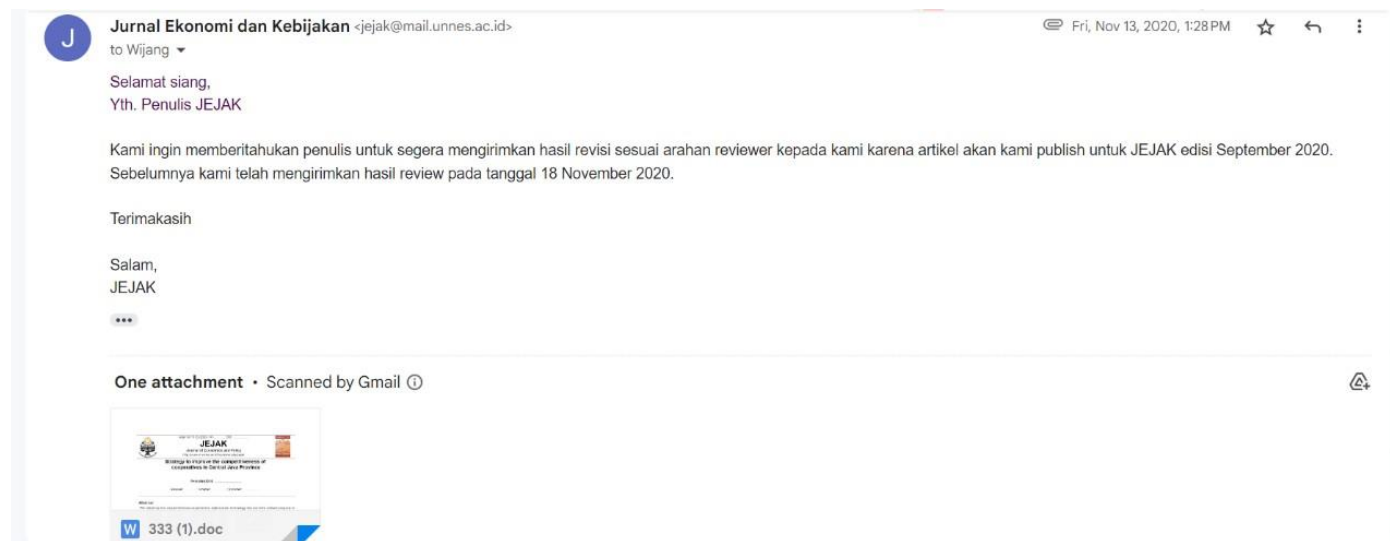 J
Jurnal Ekonomi dan Kebijakan <jejak@mail.unnes.ac.id>
Fri, Nov 13, 2020, 1:28 PM
to Wijang
Selamat siang,
Yth. Penulis JEJAK
Kami ingin memberitahukan penulis untuk segera mengirimkan hasil revisi sesuai arahan reviewer kepada kami karena artikel akan kami publish untuk JEJAK edisi September 2020.
Sebelumnya kami telah mengirimkan hasil review pada tanggal 18 November 2020.
Terimakasih
Salam,
JEJAK
One attachment • Scanned by Gmail
JEJAK
Strategy to improve the competitiveness of
cooperatives in Central Java Province
W 333 (1).doc